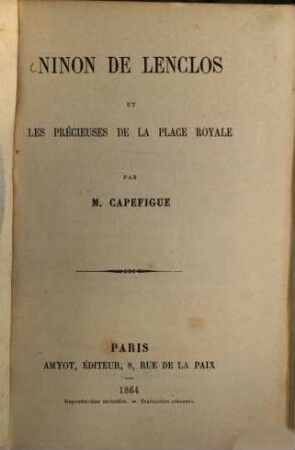 NINON DE LENCLOS
ET
LES PRÉCIEUSES DE LA PLACE ROYALE
PAR
M. CAPEFIGUE
PARIS
AMYOT, ÉDITEUR, 8, RUE DE LA PAIX
1864
Reproduction interdite. — Traduction réservée.